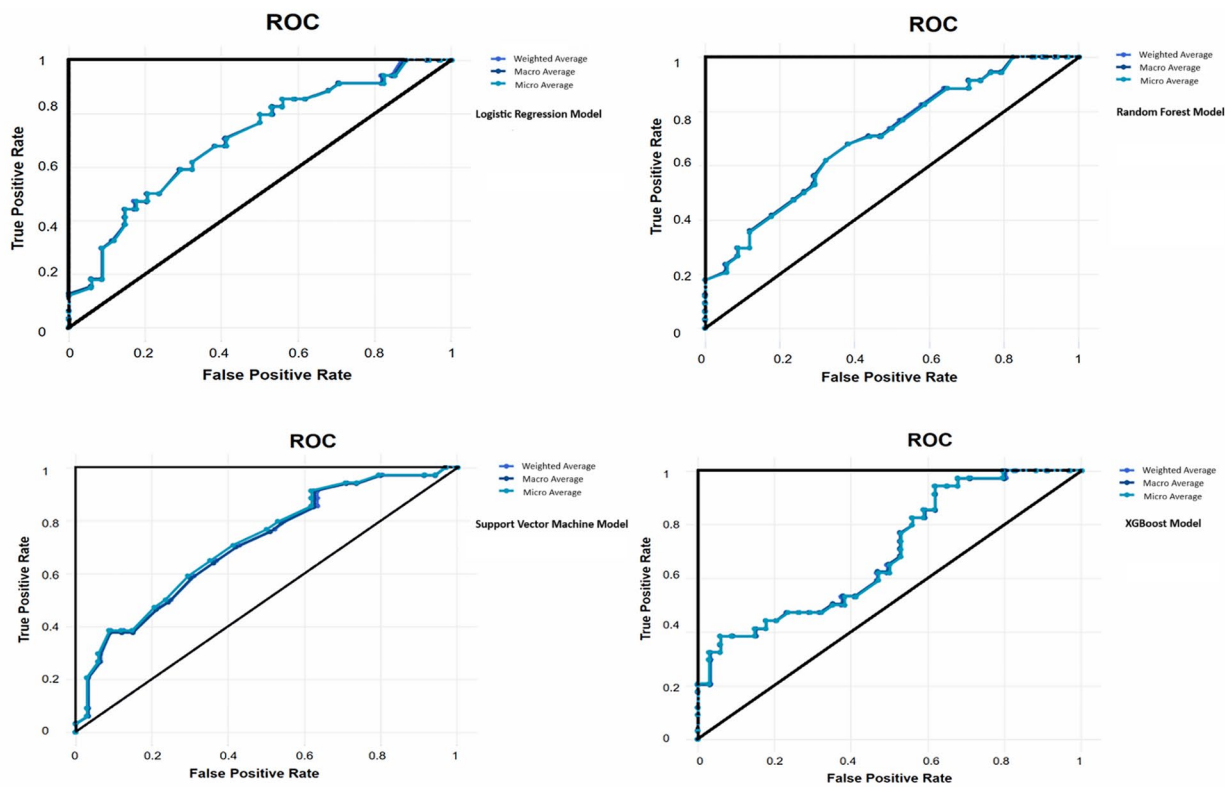 ROC
Weighted Average
Macro Average
Micro Average
Logistic Regression Model
True Positive Rate
1
0.8
0.6
0.4
0.2
0
0 0.2 0.4 0.6 0.8 1
False Positive Rate
ROC
Weighted Average
Macro Average
Micro Average
Random Forest Model
True Positive Rate
1
0.8
0.6
0.4
0.2
0
0 0.2 0.4 0.6 0.8 1
False Positive Rate
ROC
Weighted Average
Macro Average
Micro Average
Support Vector Machine Model
True Positive Rate
1
0.8
0.6
0.4
0.2
0
0 0.2 0.4 0.6 0.8 1
False Positive Rate
ROC
Weighted Average
Macro Average
Micro Average
XGBoost Model
True Positive Rate
1
0.8
0.6
0.4
0.2
0
0 0.2 0.4 0.6 0.8 1
False Positive Rate